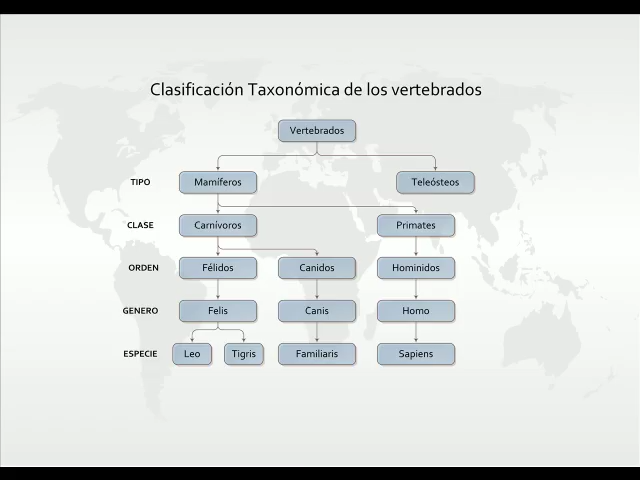 Clasificación Taxonómica de los vertebrados
Vertebrados
TIPO Mamíferos Teleósteos
CLASE Carnívoros Primates
ORDEN Félidos Canidos Hominidos
GENERO Felis Canis Homo
ESPECIE Leo Tigris Familiaris Sapiens